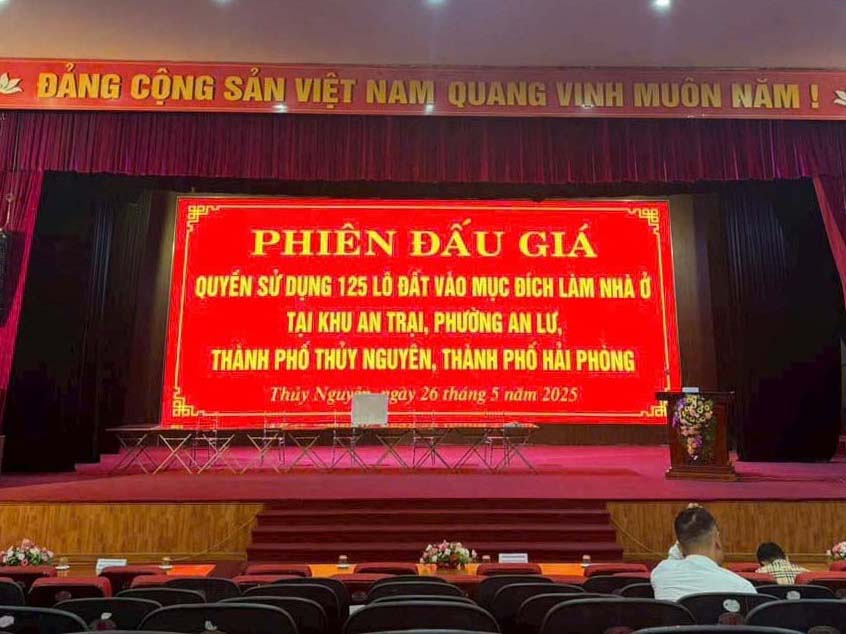 ĐẢNG CỘNG SẢN VIỆT NAM QUANG VINH MUÔN NĂM !
PHIÊN ĐẤU GIÁ
QUYỀN SỬ DỤNG 125 LÔ ĐẤT VÀO MỤC ĐÍCH LÀM NHÀ Ở
TẠI KHU AN TRẠI, PHƯỜNG AN LƯ,
THÀNH PHỐ THỦY NGUYÊN, THÀNH PHỐ HẢI PHÒNG
Thủy Nguyên, ngày 26 tháng 5 năm 2025